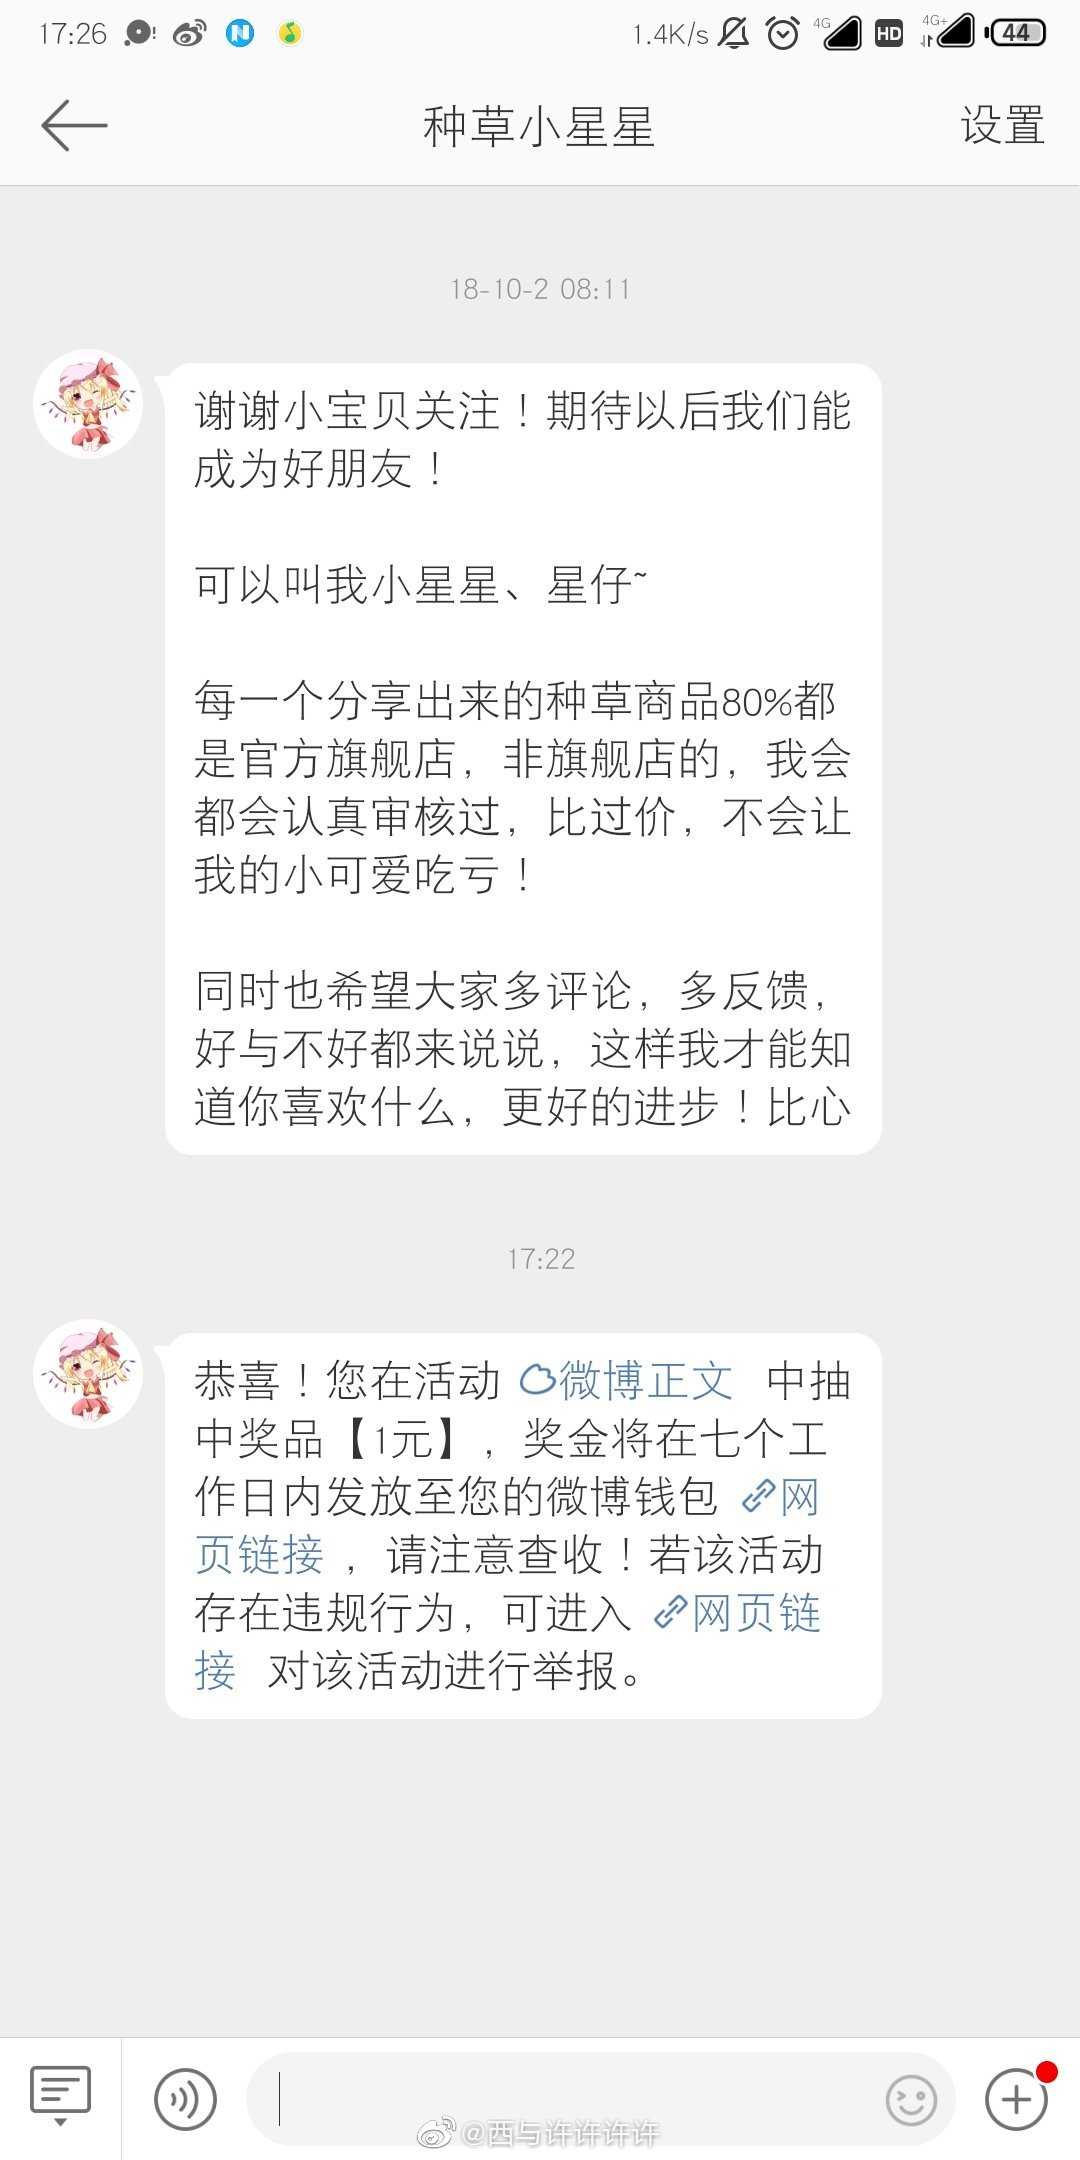 17:26
1.4K/s 4G HD 4G+ 44
种草小星星
设置
18-10-2 08:11
谢谢小宝贝关注！期待以后我们能
成为好朋友！
可以叫我小星星、星仔~
每一个分享出来的种草商品80%都
是官方旗舰店，非旗舰店的，我会
都会认真审核过，比过价，不会让
我的小可爱吃亏！
同时也希望大家多评论，多反馈，
好与不好都来说说，这样我才能知
道你喜欢什么，更好的进步！比心
17:22
恭喜！您在活动 微博正文 中抽
中奖品【1元】，奖金将在七个工
作日内发放至您的微博钱包 网
页链接 ，请注意查收！若该活动
存在违规行为，可进入 网页链
接 对该活动进行举报。
@西与许许许许